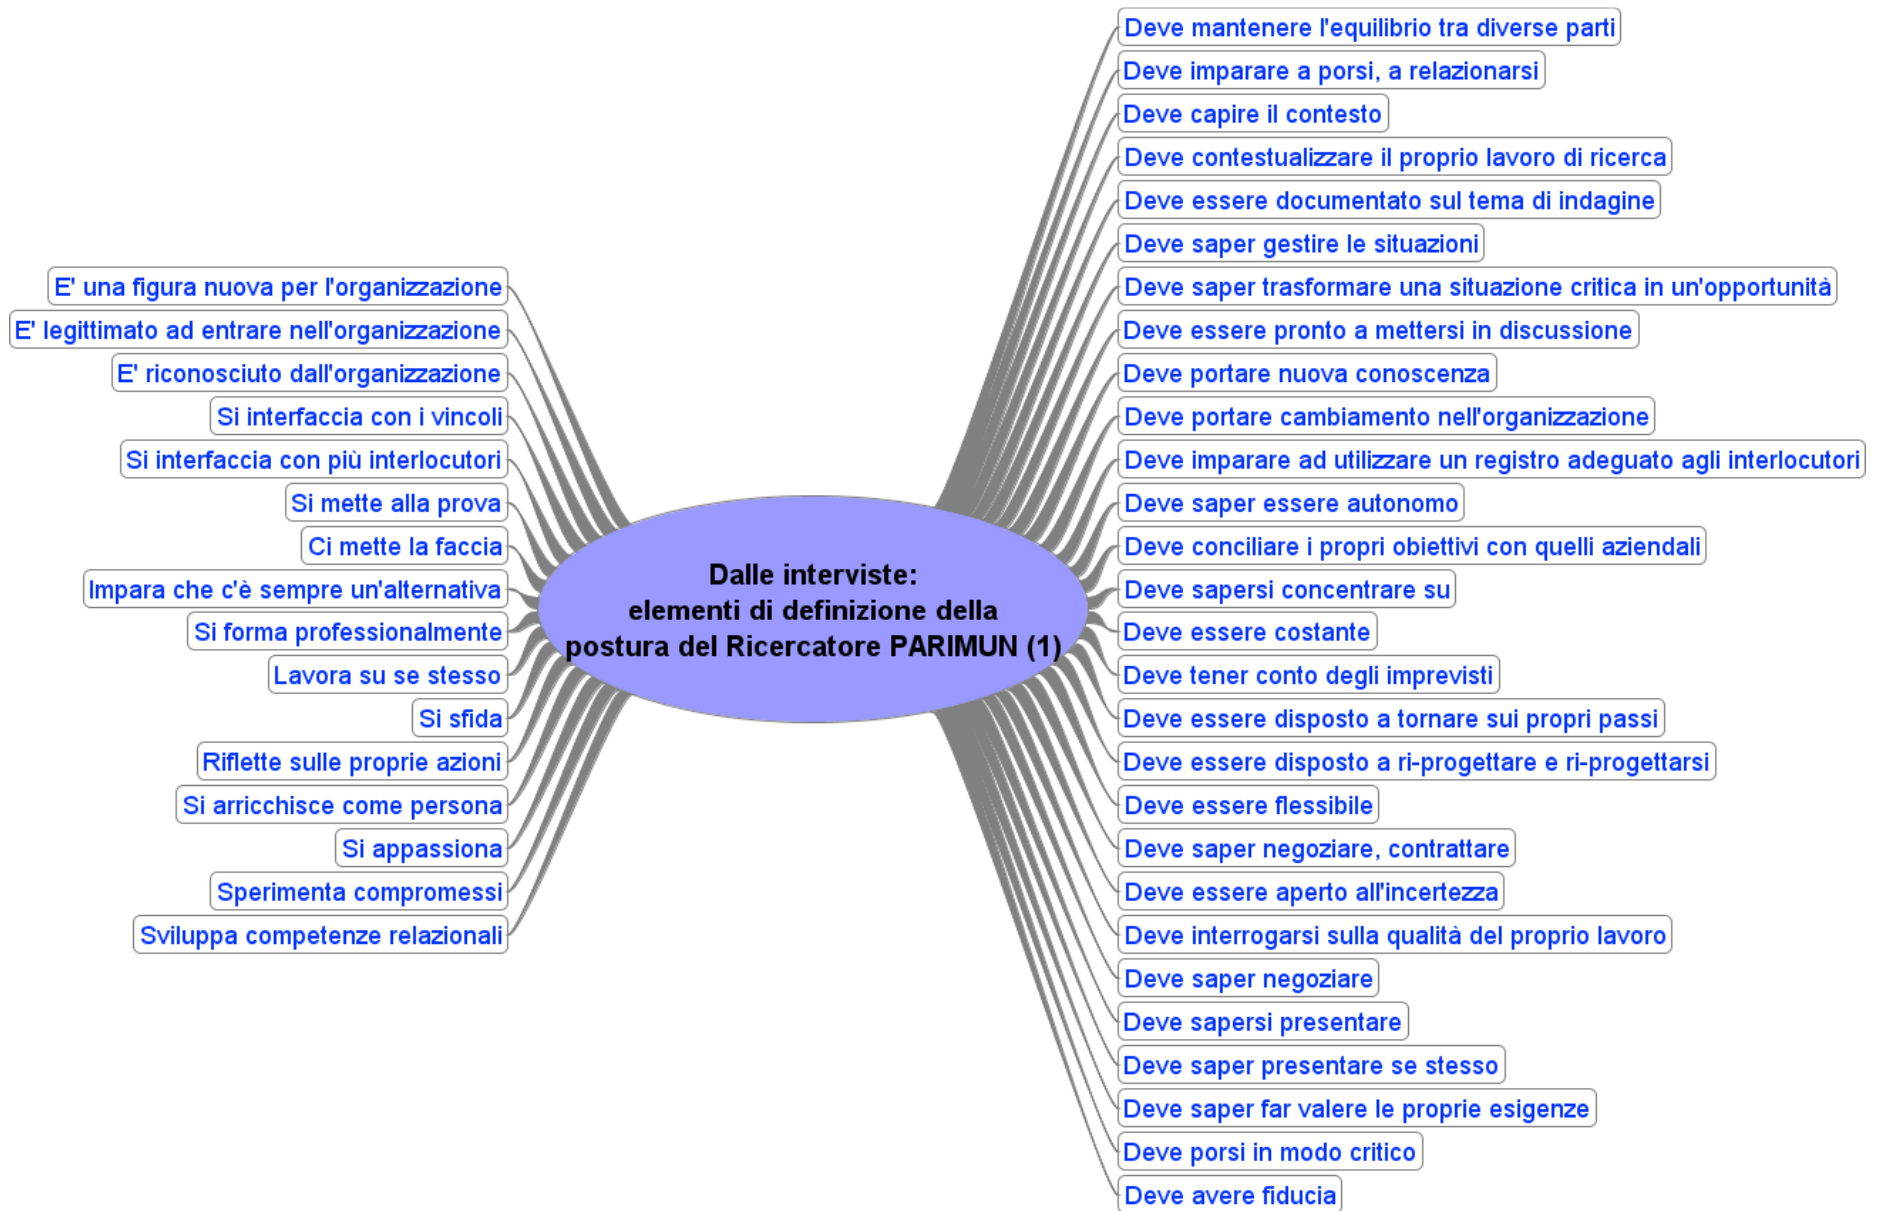 Dalle interviste:
elementi di definizione della
postura del Ricercatore PARIMUN (1)
E' una figura nuova per l'organizzazione
E' legittimato ad entrare nell'organizzazione
E' riconosciuto dall'organizzazione
Si interfaccia con i vincoli
Si interfaccia con più interlocutori
Si mette alla prova
Ci mette la faccia
Impara che c'è sempre un'alternativa
Si forma professionalmente
Lavora su se stesso
Si sfida
Riflette sulle proprie azioni
Si arricchisce come persona
Si appassiona
Sperimenta compromessi
Sviluppa competenze relazionali
Deve mantenere l'equilibrio tra diverse parti
Deve imparare a porsi, a relazionarsi
Deve capire il contesto
Deve contestualizzare il proprio lavoro di ricerca
Deve essere documentato sul tema di indagine
Deve saper gestire le situazioni
Deve saper trasformare una situazione critica in un'opportunità
Deve essere pronto a mettersi in discussione
Deve portare nuova conoscenza
Deve portare cambiamento nell'organizzazione
Deve imparare ad utilizzare un registro adeguato agli interlocutori
Deve saper essere autonomo
Deve conciliare i propri obiettivi con quelli aziendali
Deve sapersi concentrare su
Deve essere costante
Deve tener conto degli imprevisti
Deve essere disposto a tornare sui propri passi
Deve essere disposto a ri-progettare e ri-progettarsi
Deve essere flessibile
Deve saper negoziare, contrattare
Deve essere aperto all'incertezza
Deve interrogarsi sulla qualità del proprio lavoro
Deve saper negoziare
Deve sapersi presentare
Deve saper presentare se stesso
Deve saper far valere le proprie esigenze
Deve porsi in modo critico
Deve avere fiducia